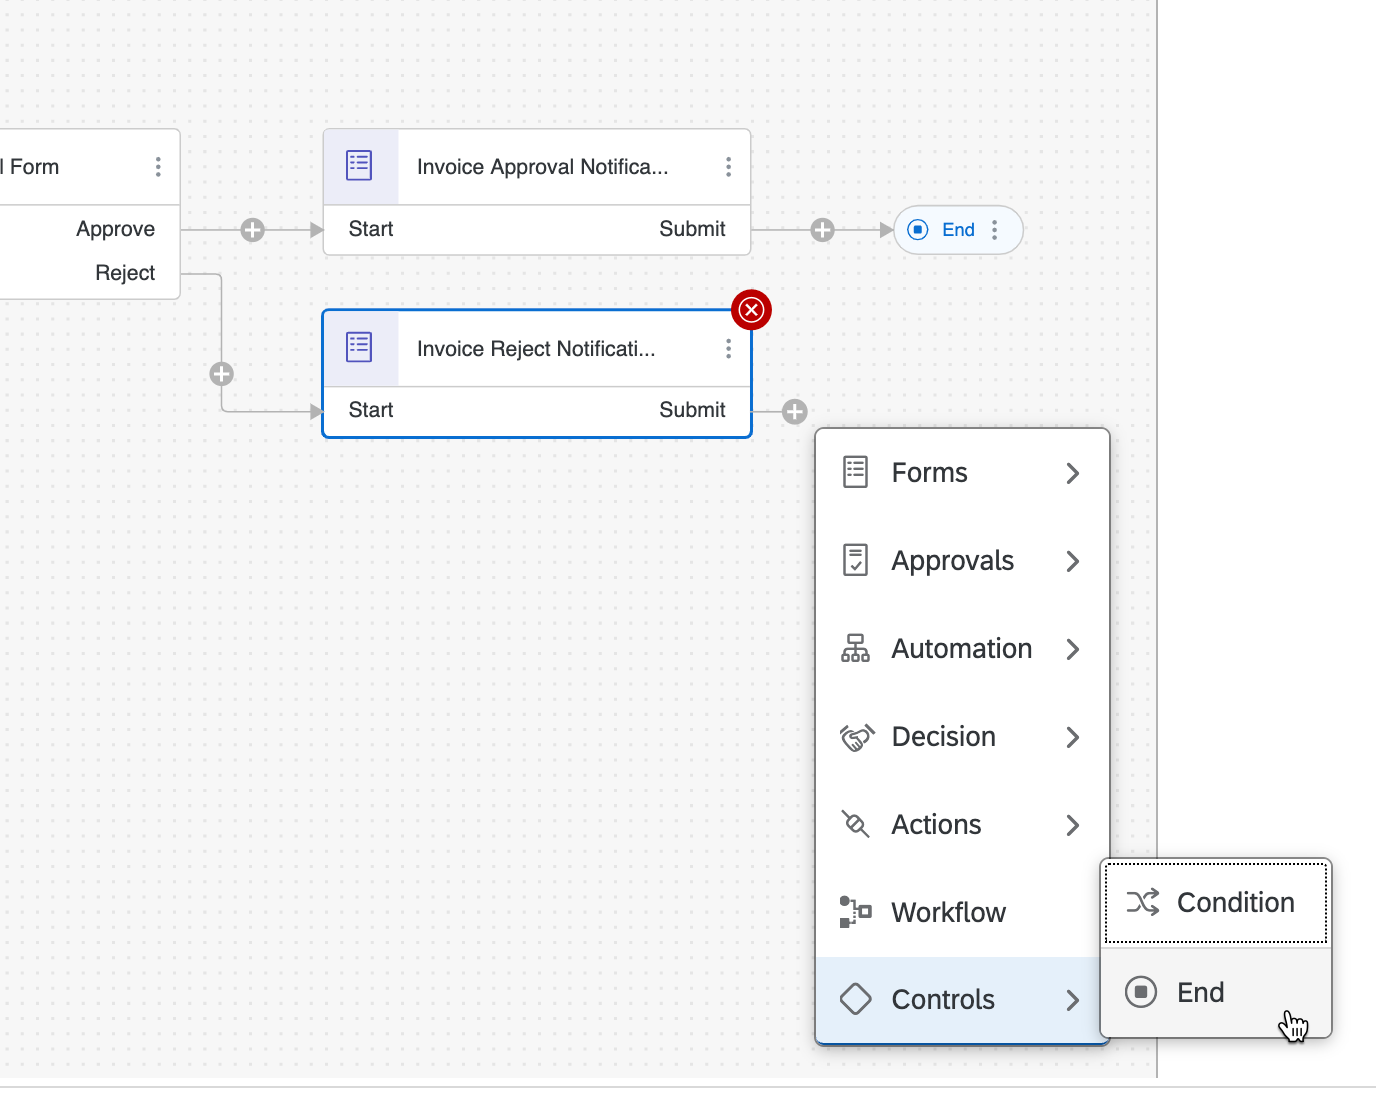 l Form
Approve
Reject
Invoice Approval Notifica...
Start Submit
End
Invoice Reject Notificati...
Start Submit
Forms
Approvals
Automation
Decision
Actions
Workflow
Controls
Condition
End